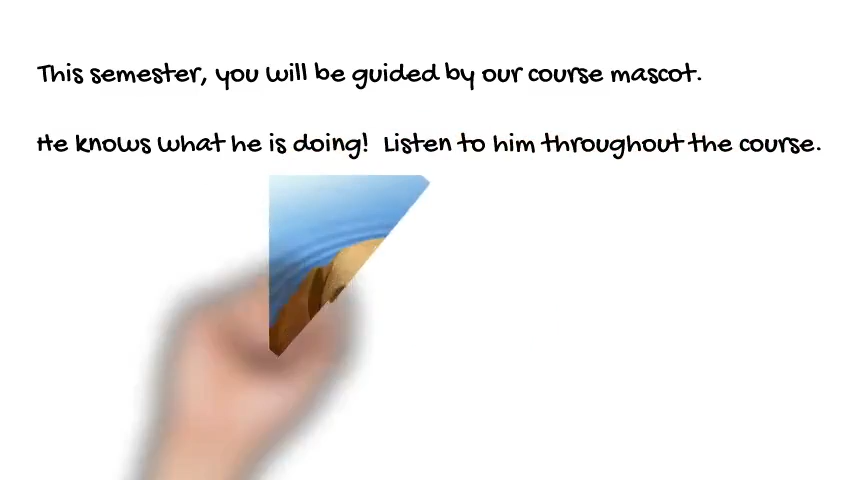 This semester, you will be guided by our course mascot.
He knows what he is doing! Listen to him throughout the course.